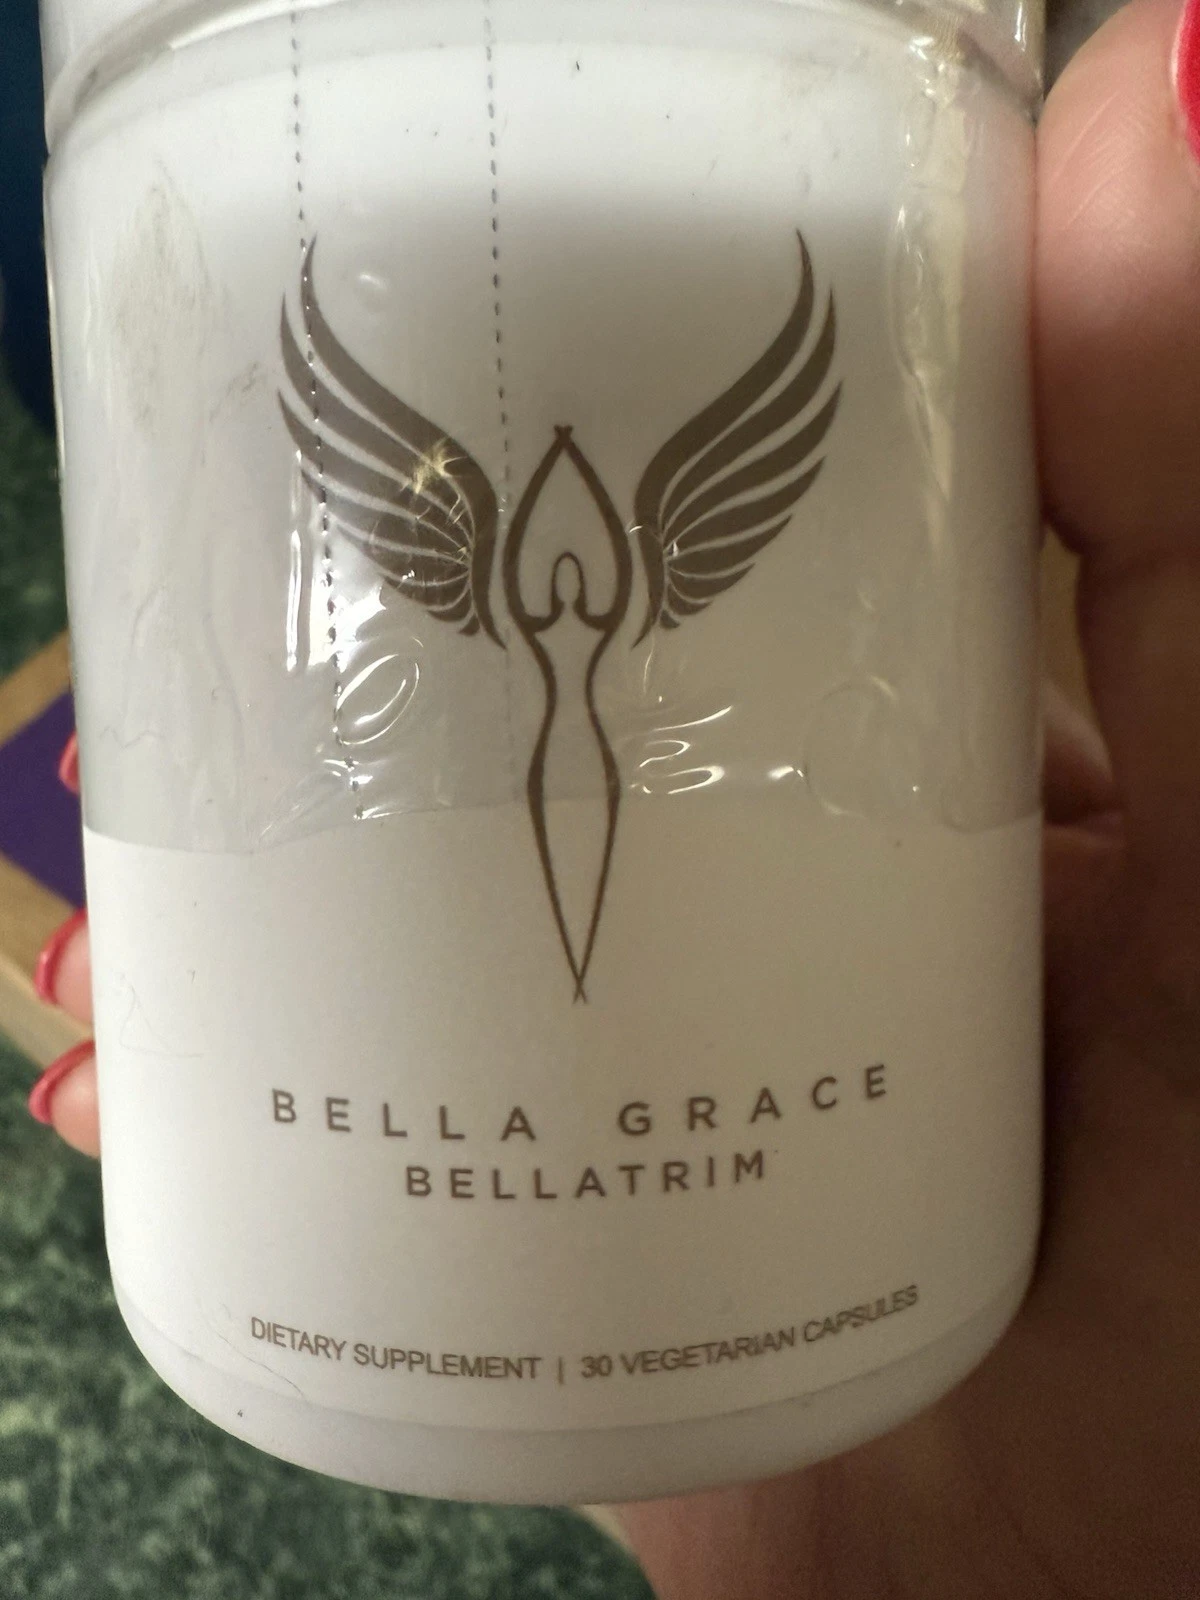 BELLA GRACE
BELLATRIM
DIETARY SUPPLEMENT | 30 VEGETARIAN CAPSULES